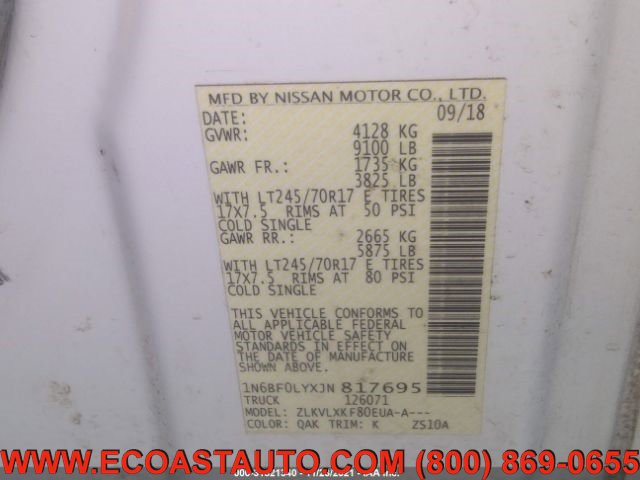 MFD BY NISSAN MOTOR CO., LTD.
DATE: 09/18
GVWR: 4128 KG
9100 LB
GAWR FR.: 1735 KG
3825 LB
WITH LT245/70R17 E TIRES
17X7.5 RIMS AT 50 PSI
COLD SINGLE
GAWR RR.: 2665 KG
5875 LB
WITH LT245/70R17 E TIRES
17X7.5 RIMS AT 80 PSI
COLD SINGLE
THIS VEHICLE CONFORMS TO
ALL APPLICABLE FEDERAL
MOTOR VEHICLE SAFETY
STANDARDS IN EFFECT ON
THE DATE OF MANUFACTURE
SHOWN ABOVE.
1N6BF0LYXJN 817695
TRUCK 126071
MODEL: ZLKVLXKF80EUA-A---
COLOR: QAK TRIM: K ZS10A
WWW.ECOASTAUTO.COM (800) 869-0655